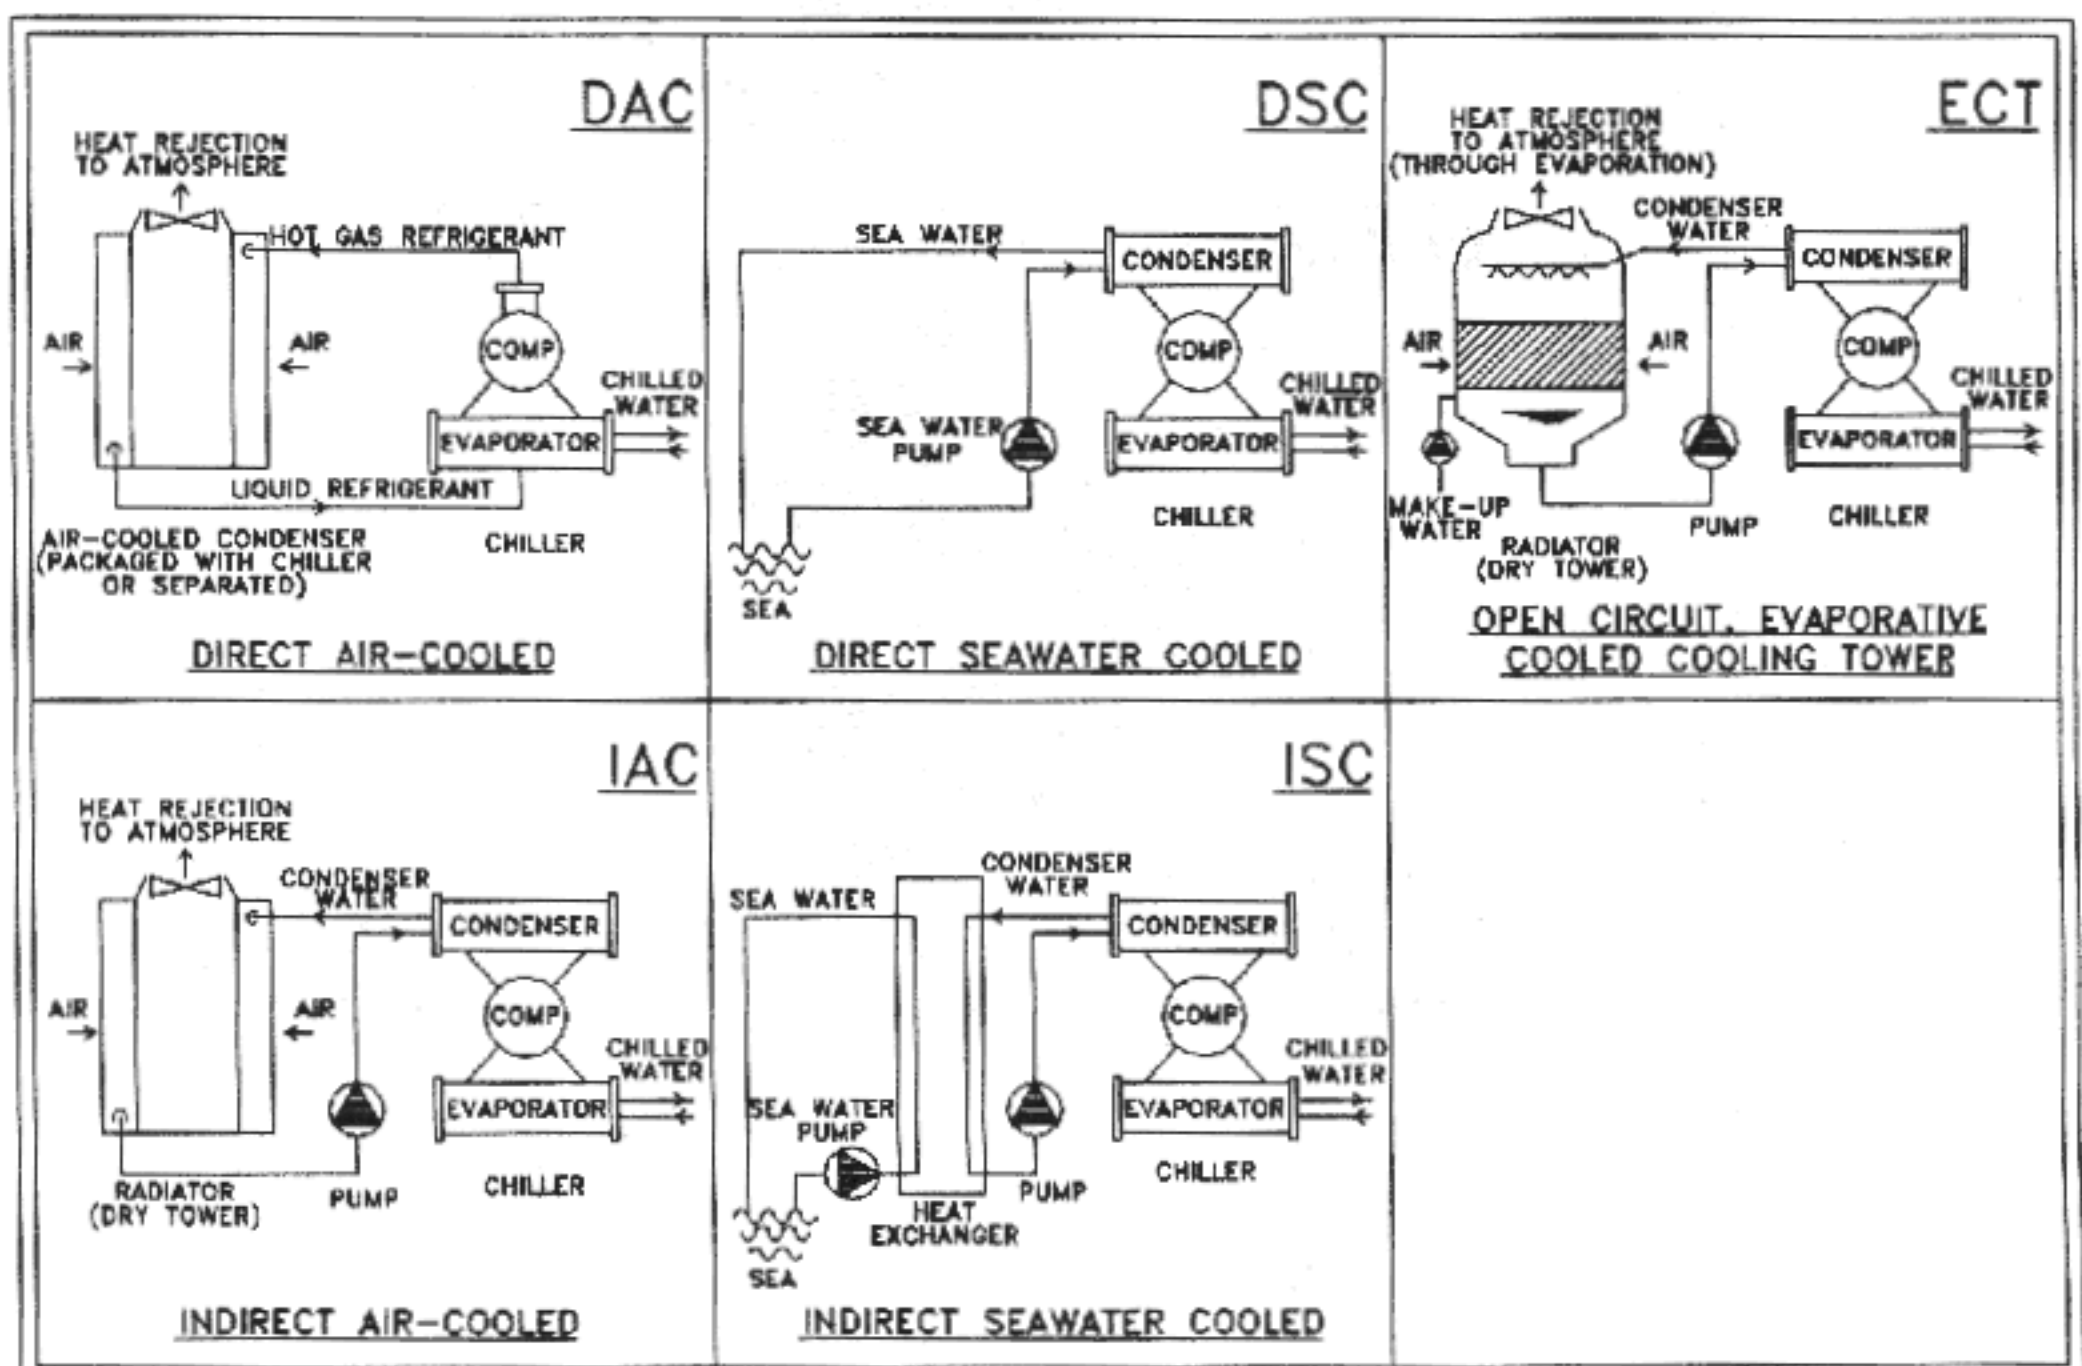 DAC
HEAT REJECTION
TO ATMOSPHERE
HOT GAS REFRIGERANT
AIR
AIR
COMP
CHILLED
WATER
EVAPORATOR
LIQUID REFRIGERANT
AIR-COOLED CONDENSER
(PACKAGED WITH CHILLER
OR SEPARATED)
CHILLER
DIRECT AIR-COOLED
DSC
SEA WATER
CONDENSER
COMP
CHILLED
WATER
SEA WATER
PUMP
EVAPORATOR
CHILLER
SEA
DIRECT SEAWATER COOLED
ECT
HEAT REJECTION
TO ATMOSPHERE
(THROUGH EVAPORATION)
CONDENSER
WATER
CONDENSER
AIR
AIR
COMP
CHILLED
WATER
EVAPORATOR
MAKE-UP
WATER
PUMP
CHILLER
RADIATOR
(DRY TOWER)
OPEN CIRCUIT. EVAPORATIVE
COOLED COOLING TOWER
IAC
HEAT REJECTION
TO ATMOSPHERE
CONDENSER
WATER
CONDENSER
AIR
AIR
COMP
CHILLED
WATER
EVAPORATOR
RADIATOR
(DRY TOWER)
PUMP
CHILLER
INDIRECT AIR-COOLED
ISC
CONDENSER
WATER
SEA WATER
CONDENSER
COMP
CHILLED
WATER
SEA WATER
PUMP
EVAPORATOR
PUMP
CHILLER
HEAT
EXCHANGER
SEA
INDIRECT SEAWATER COOLED